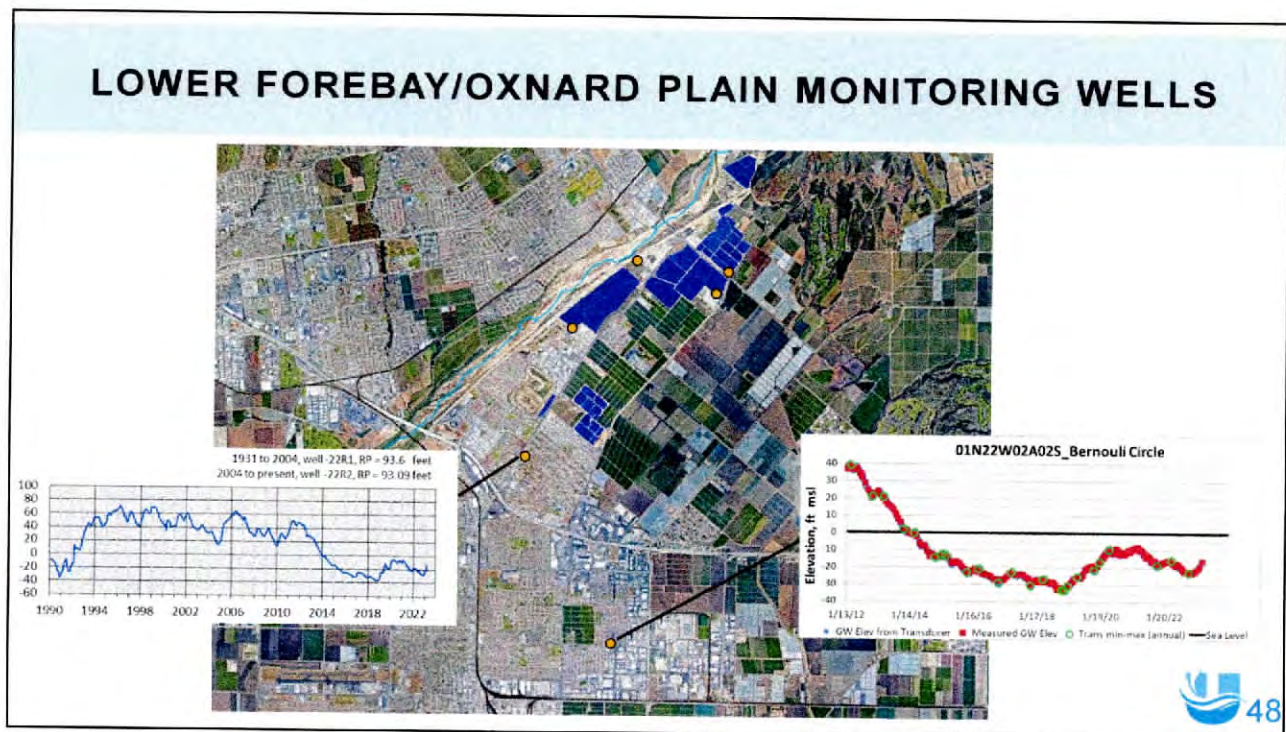 LOWER FOREBAY/OXNARD PLAIN MONITORING WELLS
1931 to 2004, well -22R1, RP = 93.6 feet
2004 to present, well -22R2, RP = 93.09 feet
100
80
60
40
20
0
-20
-40
-60
1990 1994 1998 2002 2006 2010 2014 2018 2022
01N22W02A02S_Bernouli Circle
Elevation, ft msl
40
30
20
10
0
10
20
30
40
1/13/12 1/14/14 1/16/16 1/17/18 1/19/20 1/20/22
GW Elev from Transducer Measured GW Elev Trans min-max (annual) Sea Level
48